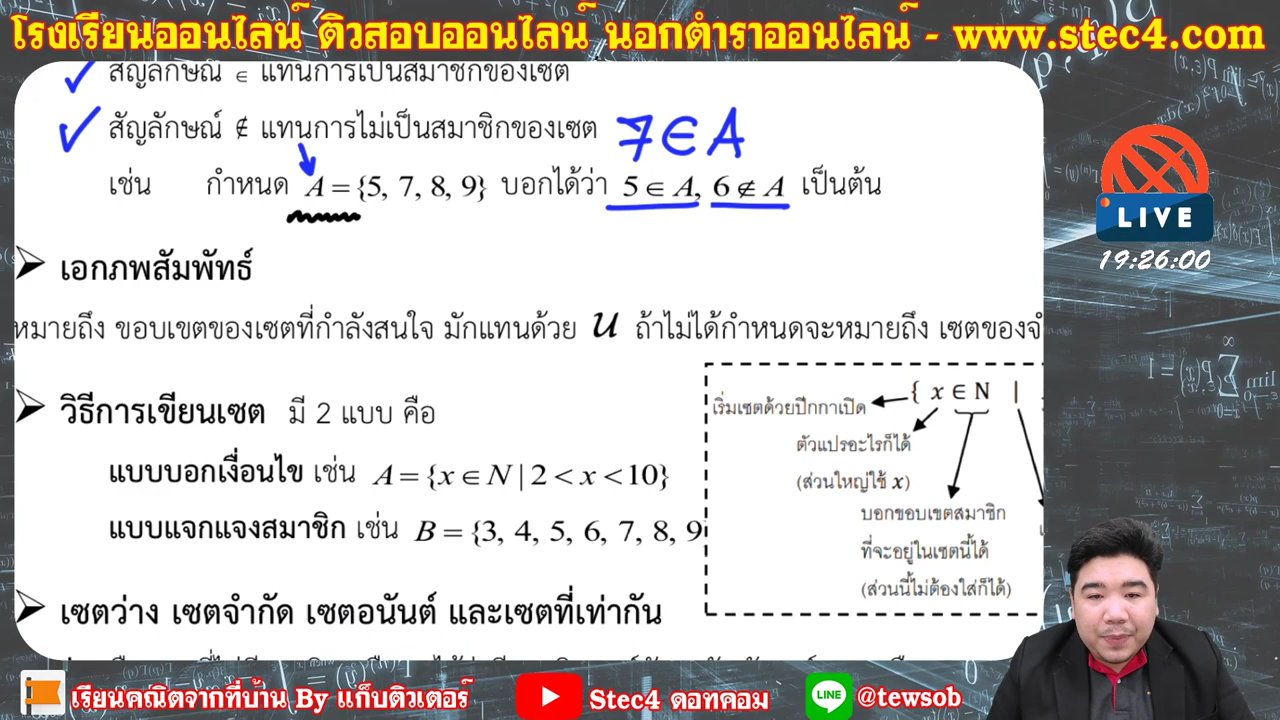 โรงเรียนออนไลน์ ติวสอบออนไลน์ นอกตำราออนไลน์ - www.stec4.com
สัญลักษณ์ ∈ แทนการเป็นสมาชิกของเซต
สัญลักษณ์ ∉ แทนการไม่เป็นสมาชิกของเซต 7 ∈ A
เช่น กำหนด A = {5, 7, 8, 9} บอกได้ว่า 5 ∈ A, 6 ∉ A เป็นต้น
LIVE
19:26:00
➢ เอกภพสัมพัทธ์
หมายถึง ขอบเขตของเซตที่กำลังสนใจ มักแทนด้วย u ถ้าไม่ได้กำหนดจะหมายถึง เซตของจำ
➢ วิธีการเขียนเซต มี 2 แบบ คือ
แบบบอกเงื่อนไข เช่น A = {x ∈ N | 2 < x < 10}
แบบแจกแจงสมาชิก เช่น B = {3, 4, 5, 6, 7, 8, 9
{ x ∈ N |
เริ่มเซตด้วยปีกกาเปิด
ตัวแปรอะไรก็ได้
(ส่วนใหญ่ใช้ x)
บอกขอบเขตสมาชิก
ที่จะอยู่ในเซตนี้ได้
(ส่วนนี้ไม่ต้องใส่ก็ได้)
➢ เซตว่าง เซตจำกัด เซตอนันต์ และเซตที่เท่ากัน
เรียนคณิตจากที่บ้าน By แก็บติวเตอร์
Stec4 ดอทคอม
LINE
@tewsob